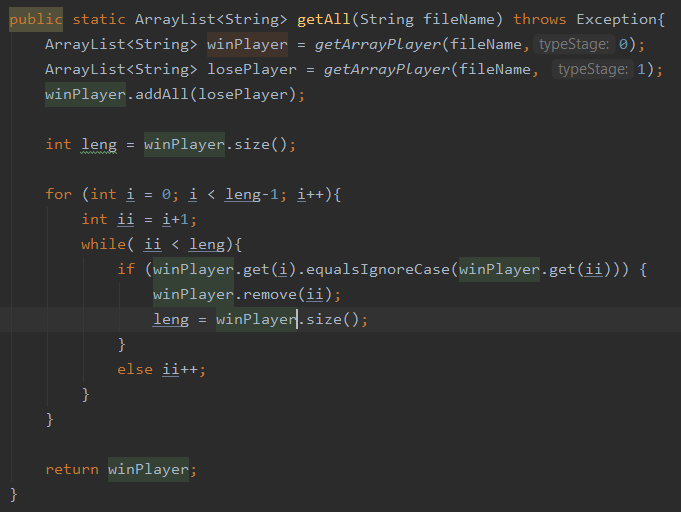 public static ArrayList<String> getAll(String fileName) throws Exception{
    ArrayList<String> winPlayer = getArrayPlayer(fileName, typeStage: 0);
    ArrayList<String> losePlayer = getArrayPlayer(fileName,  typeStage: 1);
    winPlayer.addAll(losePlayer);

    int leng = winPlayer.size();

    for (int i = 0; i < leng-1; i++){
        int ii = i+1;
        while( ii < leng){
            if (winPlayer.get(i).equalsIgnoreCase(winPlayer.get(ii))) {
                winPlayer.remove(ii);
                leng = winPlayer.size();
            }
            else ii++;
        }
    }

    return winPlayer;
}